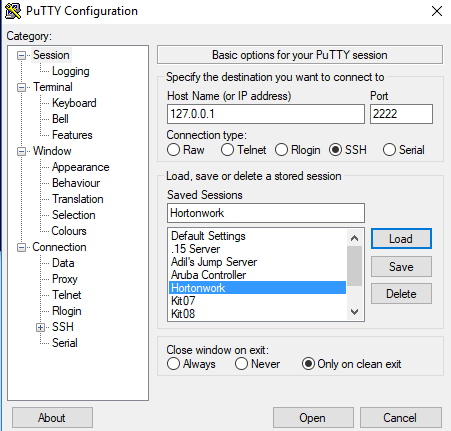 PuTTY Configuration
Category:
Session
Logging
Terminal
Keyboard
Bell
Features
Window
Appearance
Behaviour
Translation
Selection
Colours
Connection
Data
Proxy
Telnet
Rlogin
SSH
Serial
Basic options for your PuTTY session
Specify the destination you want to connect to
Host Name (or IP address) Port
127.0.0.1 2222
Connection type:
Raw Telnet Rlogin SSH Serial
Load, save or delete a stored session
Saved Sessions
Hortonwork
Default Settings
.15 Server
Adil's Jump Server
Aruba Controller
Hortonwork
Kit07
Kit08
Load
Save
Delete
Close window on exit:
Always Never Only on clean exit
About Open Cancel